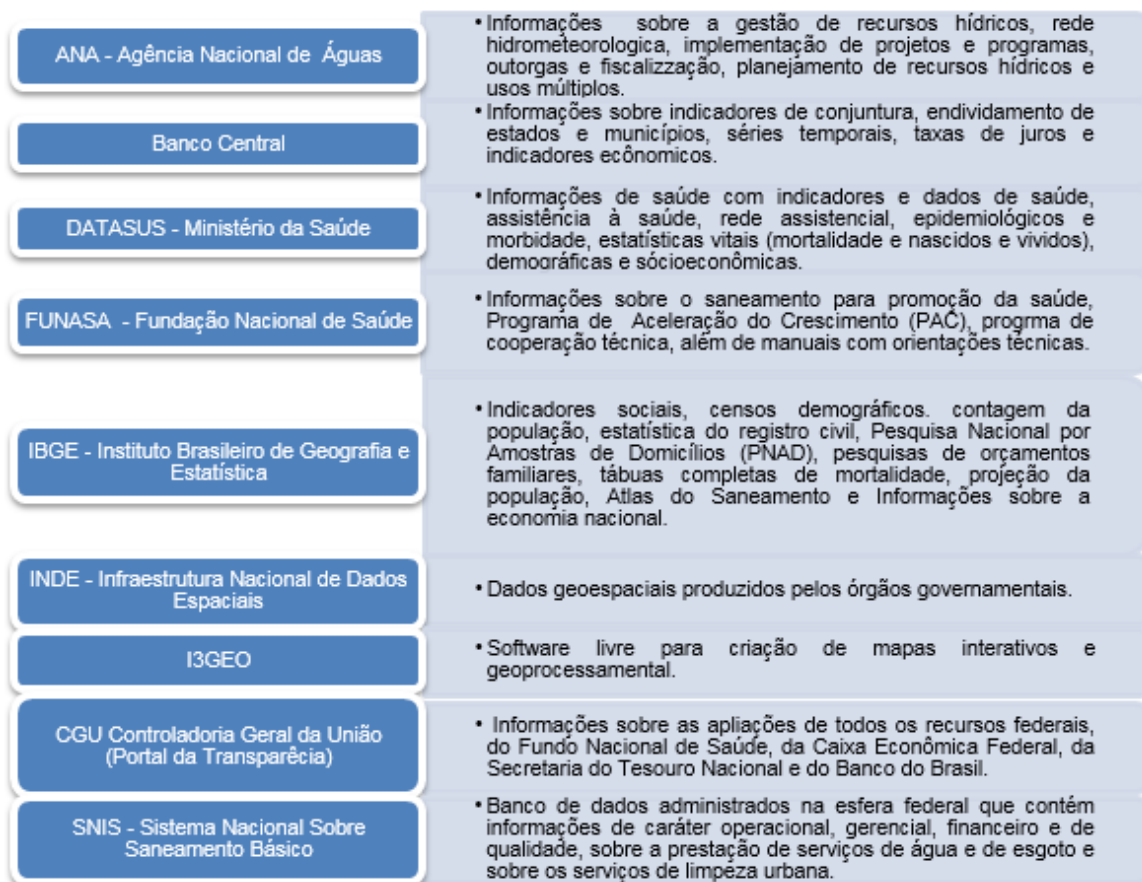 ANA - Agência Nacional de Águas
• Informações sobre a gestão de recursos hídricos, rede
hidrometeorologica, implementação de projetos e programas,
outorgas e fiscalizzação, planejamento de recursos hídricos e
usos múltiplos.
Banco Central
• Informações sobre indicadores de conjuntura, endividamento de
estados e municípios, séries temporais, taxas de juros e
indicadores ecônomicos.
DATASUS - Ministério da Saúde
• Informações de saúde com indicadores e dados de saúde,
assistência à saúde, rede assistencial, epidemiológicos e
morbidade, estatísticas vitais (mortalidade e nascidos e vividos),
demográficas e sócioeconômicas.
FUNASA - Fundação Nacional de Saúde
• Informações sobre o saneamento para promoção da saúde,
Programa de Aceleração do Crescimento (PAC), progrma de
cooperação técnica, além de manuais com orientações técnicas.
IBGE - Instituto Brasileiro de Geografia e
Estatística
• Indicadores sociais, censos demográficos. contagem da
população, estatística do registro civil, Pesquisa Nacional por
Amostras de Domicílios (PNAD), pesquisas de orçamentos
familiares, tábuas completas de mortalidade, projeção da
população, Atlas do Saneamento e Informações sobre a
economia nacional.
INDE - Infraestrutura Nacional de Dados
Espaciais
• Dados geoespaciais produzidos pelos órgãos governamentais.
I3GEO
• Software livre para criação de mapas interativos e
geoprocessamental.
CGU Controladoria Geral da União
(Portal da Transparêcia)
• Informações sobre as apliações de todos os recursos federais,
do Fundo Nacional de Saúde, da Caixa Econômica Federal, da
Secretaria do Tesouro Nacional e do Banco do Brasil.
SNIS - Sistema Nacional Sobre
Saneamento Básico
• Banco de dados administrados na esfera federal que contém
informações de caráter operacional, gerencial, financeiro e de
qualidade, sobre a prestação de serviços de água e de esgoto e
sobre os serviços de limpeza urbana.